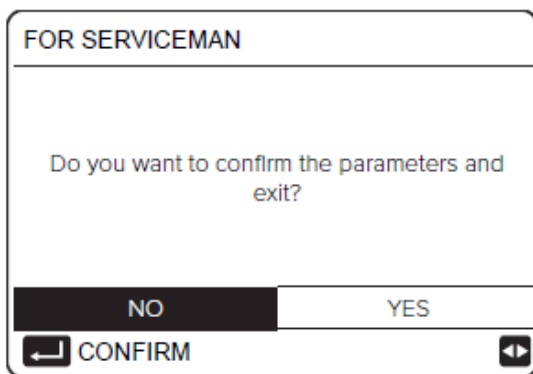 FOR SERVICEMAN
Do you want to confirm the parameters and
exit?
NO YES
CONFIRM